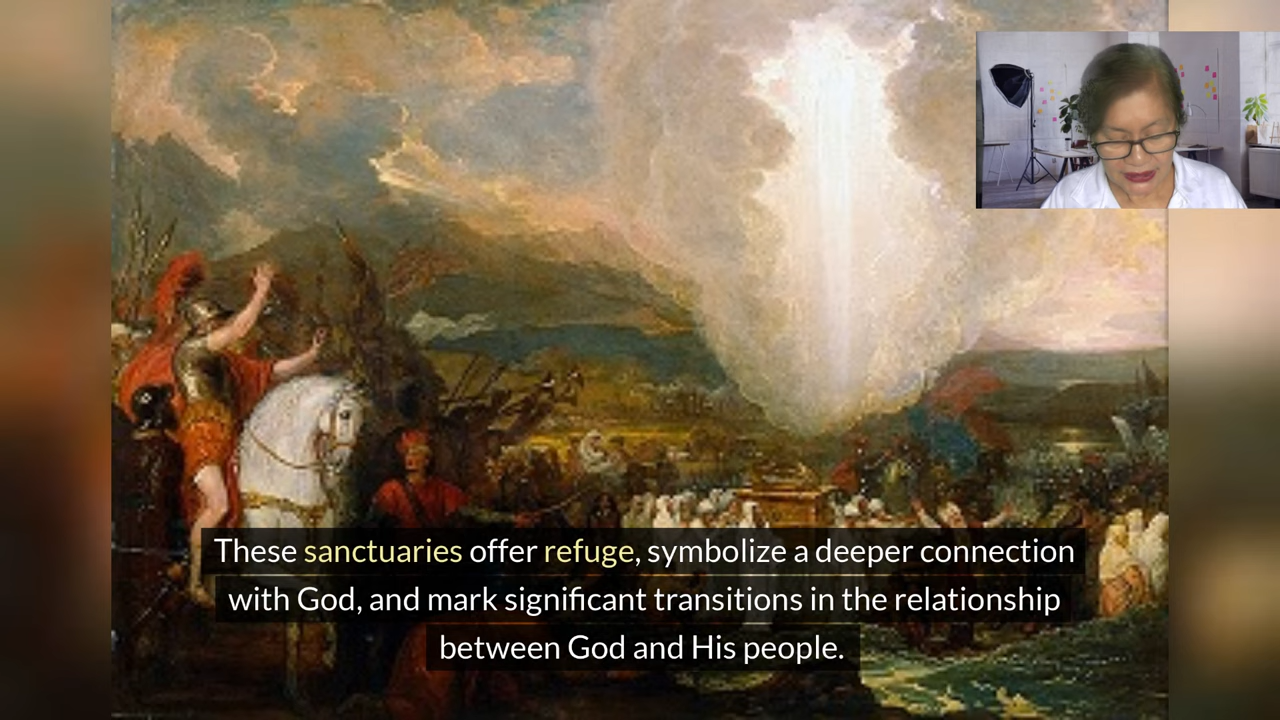 These sanctuaries offer refuge, symbolize a deeper connection
with God, and mark significant transitions in the relationship
between God and His people.